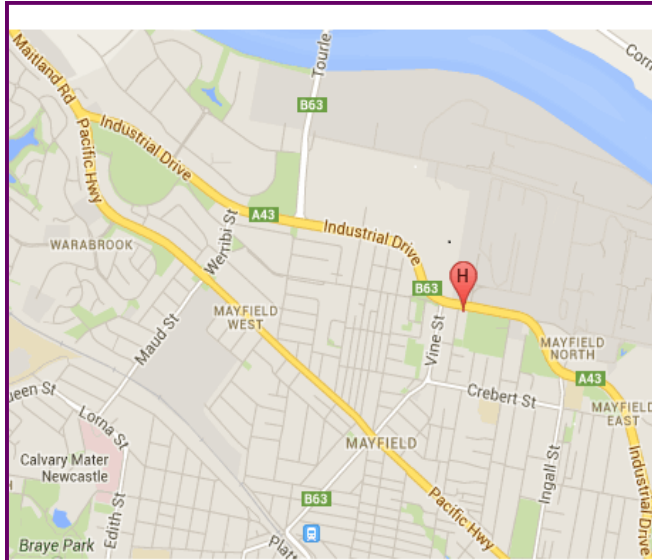 Maitland Rd
Tourle
Corn
B63
Industrial Drive
Pacific Hwy
A43
Werribi St
WARABROOK
Industrial Drive
H
B63
MAYFIELD
WEST
Vine St
MAYFIELD
NORTH
Maud St
A43
Crebert St
MAYFIELD
EAST
ueen St
Lorna St
MAYFIELD
Calvary Mater
Newcastle
Ingall St
Industrial Drive
Edith St
B63
Pacific Hwy
Braye Park
Platt
H